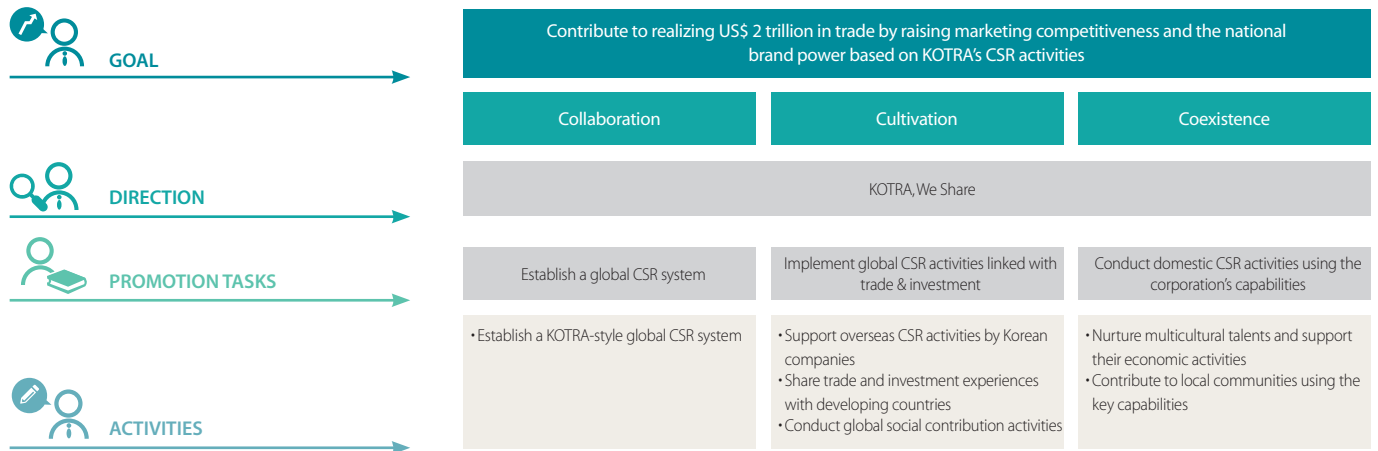 GOAL
Contribute to realizing US$ 2 trillion in trade by raising marketing competitiveness and the national
brand power based on KOTRA's CSR activities
Collaboration
Cultivation
Coexistence
DIRECTION
KOTRA, We Share
PROMOTION TASKS
Establish a global CSR system
Implement global CSR activities linked with
trade & investment
Conduct domestic CSR activities using the
corporation's capabilities
ACTIVITIES
• Establish a KOTRA-style global CSR system
• Support overseas CSR activities by Korean
companies
• Share trade and investment experiences
with developing countries
• Conduct global social contribution activities
• Nurture multicultural talents and support
their economic activities
• Contribute to local communities using the
key capabilities